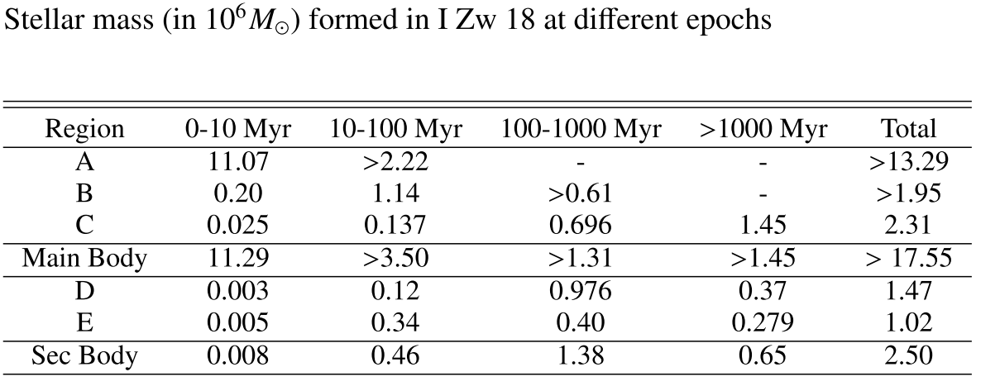 Stellar mass (in 10⁶ M⊙) formed in I Zw 18 at different epochs
Region 0-10 Myr 10-100 Myr 100-1000 Myr >1000 Myr Total
A 11.07 >2.22 - - >13.29
B 0.20 1.14 >0.61 - >1.95
C 0.025 0.137 0.696 1.45 2.31
Main Body 11.29 >3.50 >1.31 >1.45 > 17.55
D 0.003 0.12 0.976 0.37 1.47
E 0.005 0.34 0.40 0.279 1.02
Sec Body 0.008 0.46 1.38 0.65 2.50